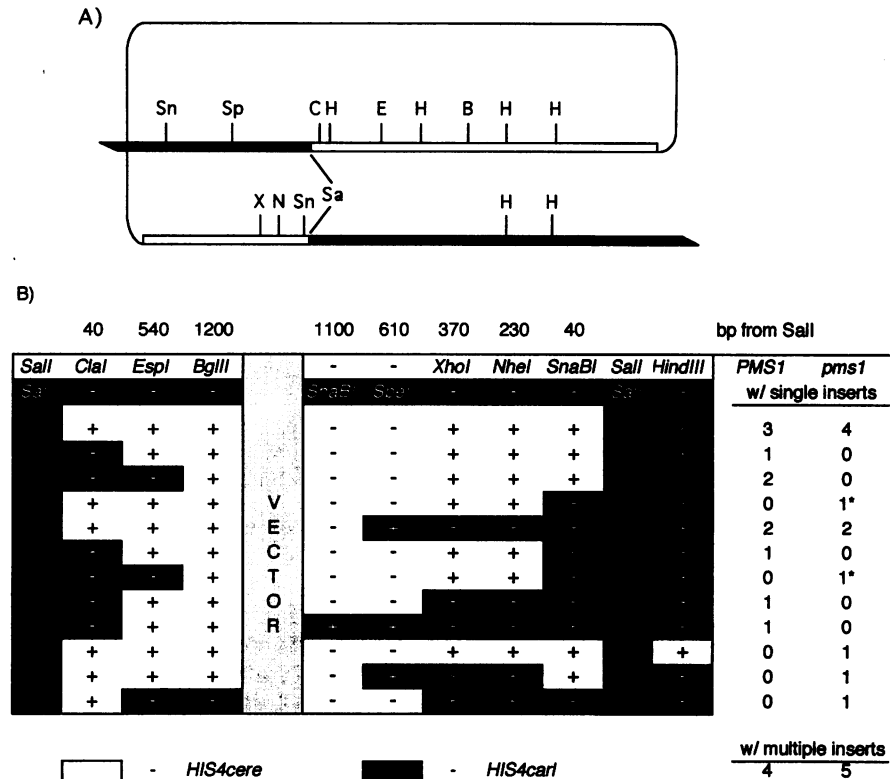 A)
Sn Sp C H E H B H H
X N Sn Sa H H
B)
40 540 1200 1100 610 370 230 40 bp from SalI
SalI ClaI EspI BglII - - XhoI NheI SnaBI SalI HindIII PMS1 pms1
- - - - - - - w/ single inserts
+ + + - - + + + - 3 4
- + + - - + + + - 1 0
- - + - - + + + - 2 0
+ + + V - - + + - - 0 1*
+ + + E - + - - - - 2 2
- + + C - - + + - - 1 0
- - + T - - + + - - 0 1*
- + + O - - - - - - 1 0
- + + R + + - - - - 1 0
+ + + - - + + + + 0 1
+ + + - + - - + - 0 1
+ - - - - - - - - 0 1
w/ multiple inserts
- HIS4cere - HIS4carl 4 5